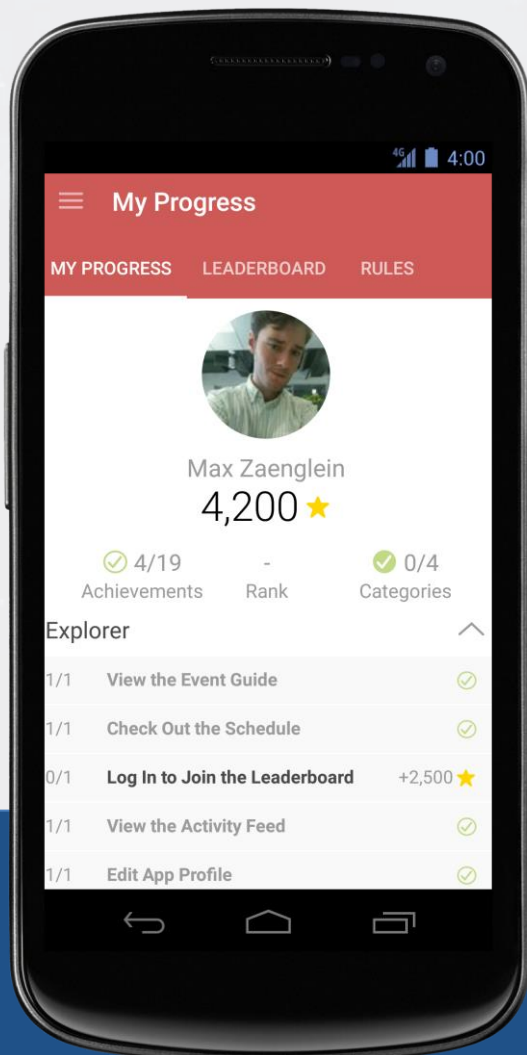 4G 4:00
My Progress
MY PROGRESS LEADERBOARD RULES
Max Zaenglein
4,200
4/19 - 0/4
Achievements Rank Categories
Explorer
1/1 View the Event Guide
1/1 Check Out the Schedule
0/1 Log In to Join the Leaderboard +2,500
1/1 View the Activity Feed
1/1 Edit App Profile